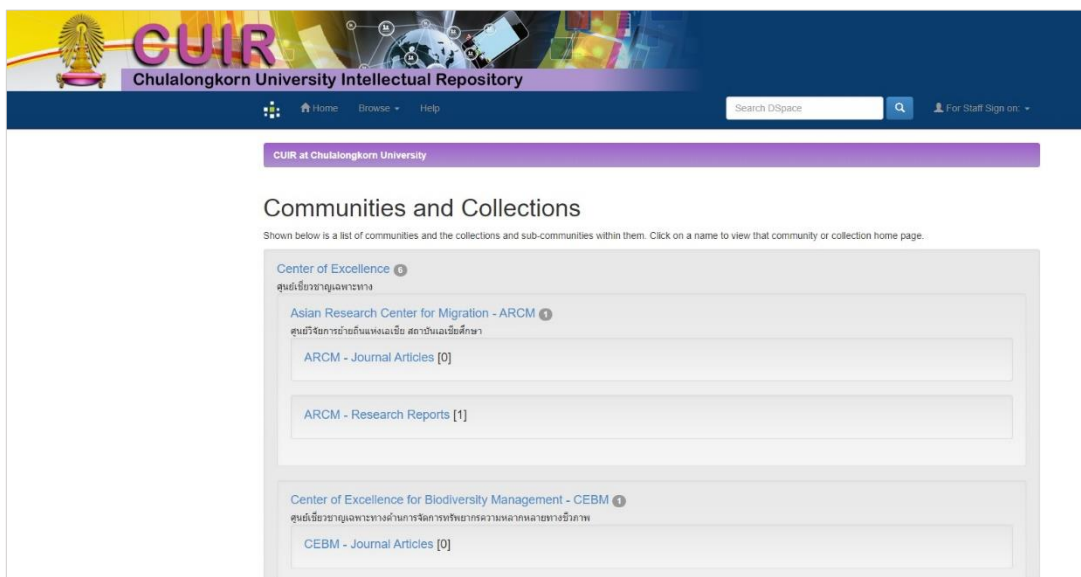 CUIR
Chulalongkorn University Intellectual Repository
Home Browse Help
Search DSpace
For Staff Sign on:
CUIR at Chulalongkorn University
Communities and Collections
Shown below is a list of communities and the collections and sub-communities within them. Click on a name to view that community or collection home page.
Center of Excellence 6
ศูนย์เชี่ยวชาญเฉพาะทาง
Asian Research Center for Migration - ARCM 1
ศูนย์วิจัยการย้ายถิ่นแห่งเอเชีย สถาบันเอเชียศึกษา
ARCM - Journal Articles [0]
ARCM - Research Reports [1]
Center of Excellence for Biodiversity Management - CEBM 1
ศูนย์เชี่ยวชาญเฉพาะทางด้านการจัดการทรัพยากรความหลากหลายทางชีวภาพ
CEBM - Journal Articles [0]